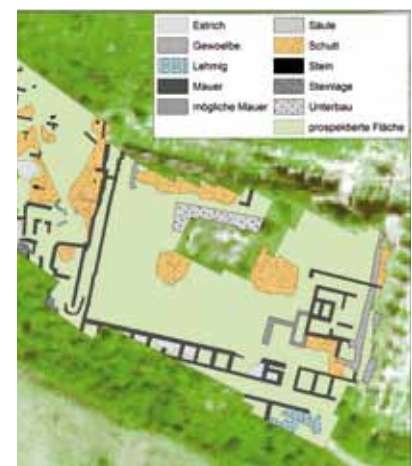 Estrich
Gewoelbe
Lehmig
Mauer
mögliche Mauer
Säule
Schutt
Stein
Steinlage
Unterbau
prospektierte Fläche